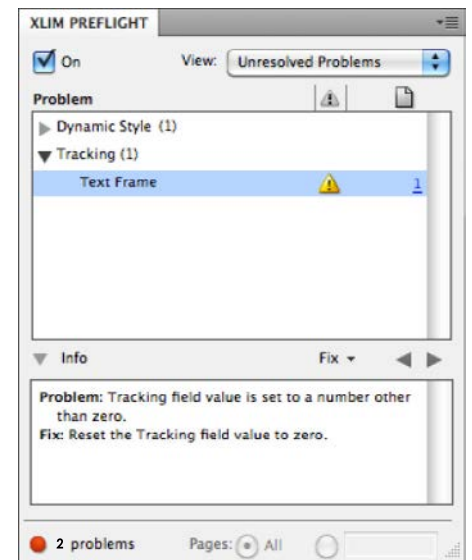 XLIM PREFLIGHT
On View: Unresolved Problems
Problem
Dynamic Style (1)
Tracking (1)
Text Frame 1
Info Fix
Problem: Tracking field value is set to a number other
than zero.
Fix: Reset the Tracking field value to zero.
2 problems Pages: All